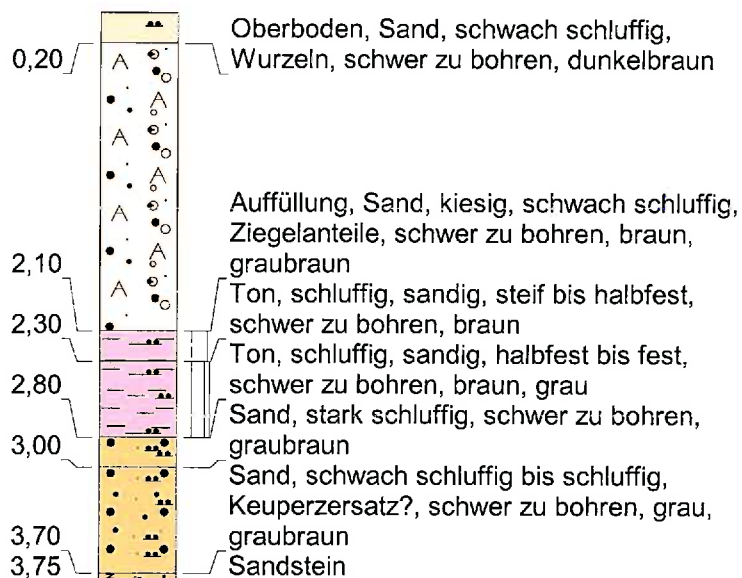 Oberboden, Sand, schwach schluffig,
0,20 Wurzeln, schwer zu bohren, dunkelbraun
Auffüllung, Sand, kiesig, schwach schluffig,
Ziegelanteile, schwer zu bohren, braun,
2,10 graubraun
Ton, schluffig, sandig, steif bis halbfest,
2,30 schwer zu bohren, braun
Ton, schluffig, sandig, halbfest bis fest,
2,80 schwer zu bohren, braun, grau
Sand, stark schluffig, schwer zu bohren,
3,00 graubraun
Sand, schwach schluffig bis schluffig,
Keuperzersatz?, schwer zu bohren, grau,
3,70 graubraun
3,75 Sandstein